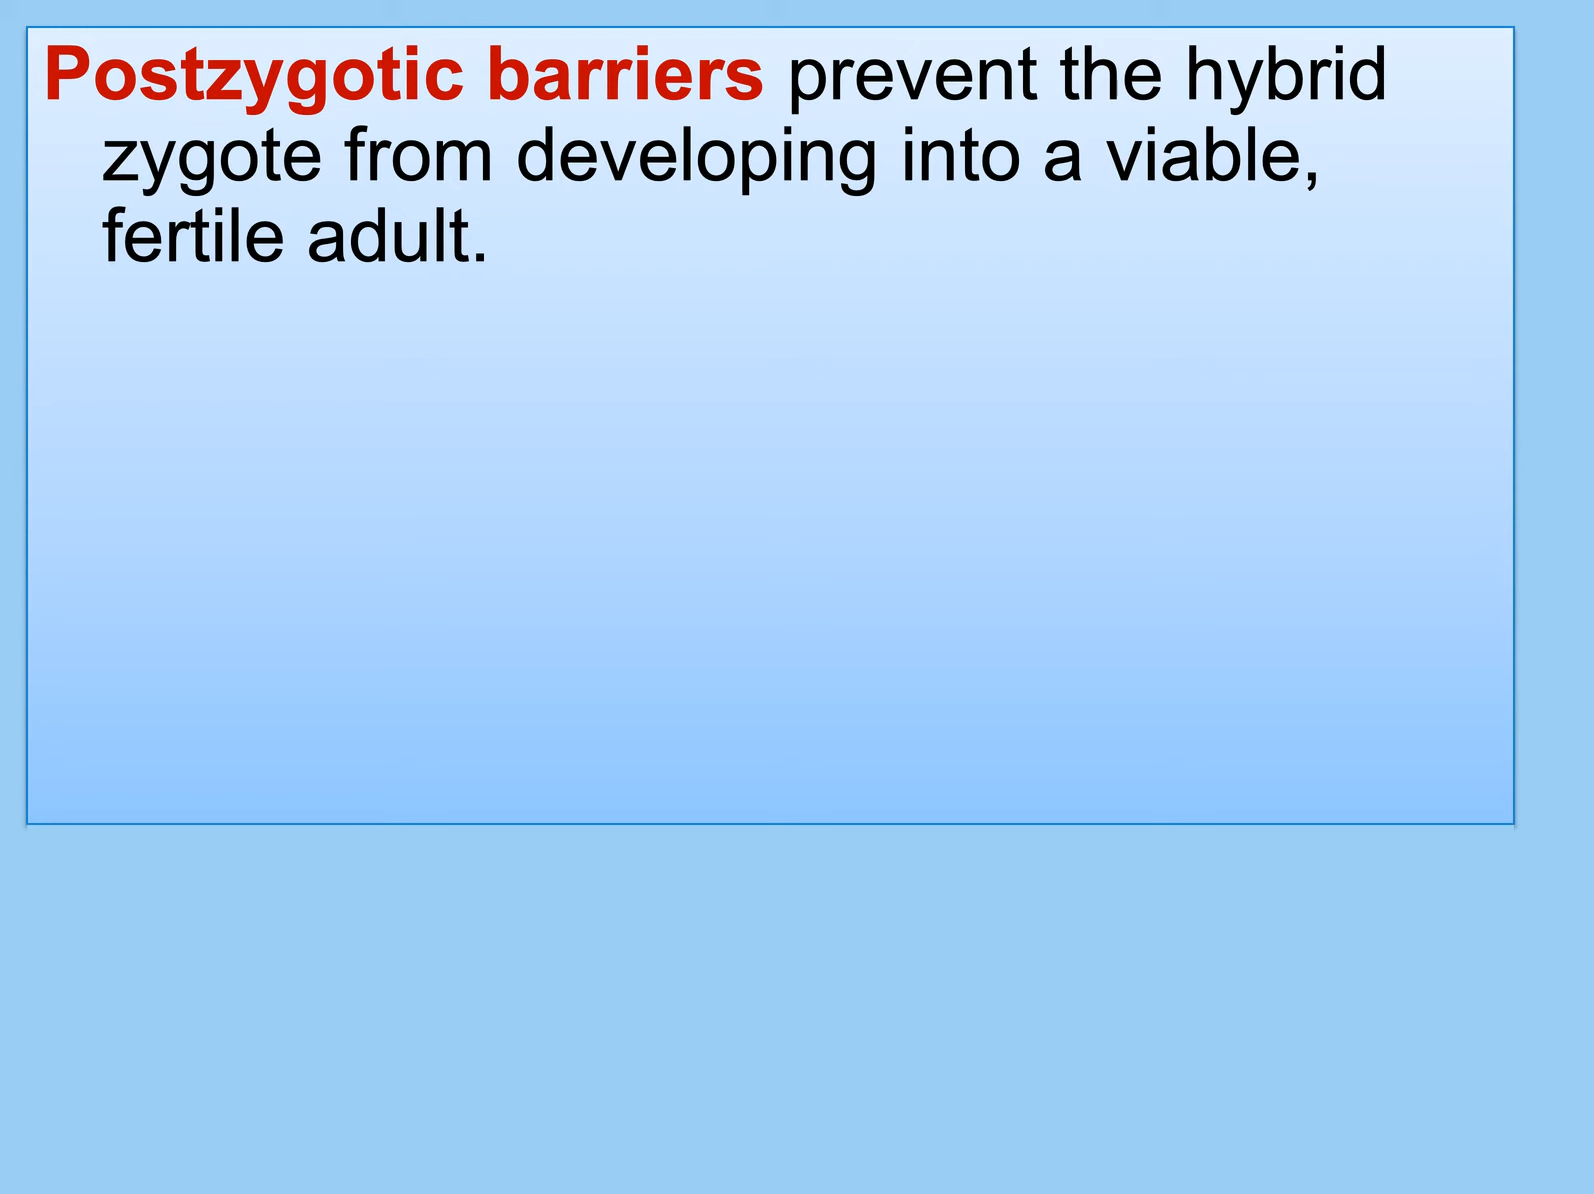 Postzygotic barriers prevent the hybrid
zygote from developing into a viable,
fertile adult.